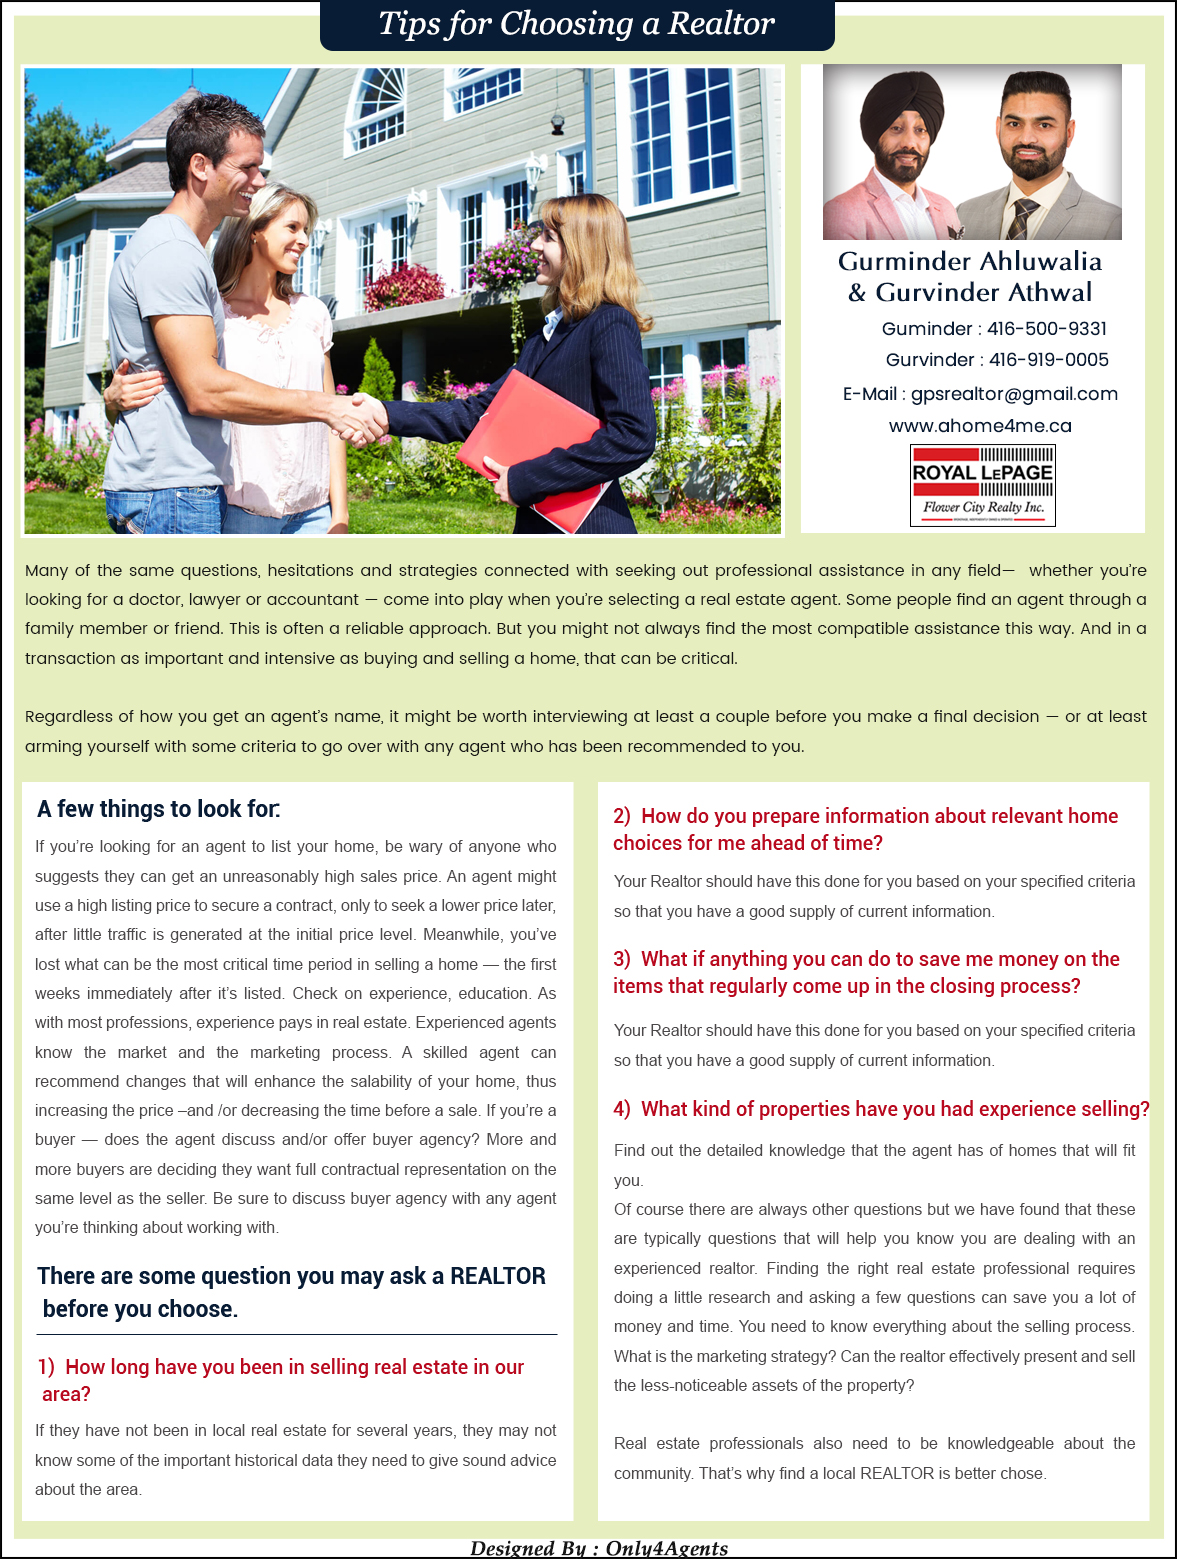 Tips for Choosing a Realtor
Gurminder Ahluwalia
& Gurvinder Athwal
Guminder : 416-500-9331
Gurvinder : 416-919-0005
E-Mail : gpsrealtor@gmail.com
www.ahome4me.ca
ROYAL LEPAGE
Flower City Realty Inc.
Many of the same questions, hesitations and strategies connected with seeking out professional assistance in any field— whether you're
looking for a doctor, lawyer or accountant — come into play when you're selecting a real estate agent. Some people find an agent through a
family member or friend. This is often a reliable approach. But you might not always find the most compatible assistance this way. And in a
transaction as important and intensive as buying and selling a home, that can be critical.
Regardless of how you get an agent's name, it might be worth interviewing at least a couple before you make a final decision — or at least
arming yourself with some criteria to go over with any agent who has been recommended to you.
A few things to look for:
If you're looking for an agent to list your home, be wary of anyone who
suggests they can get an unreasonably high sales price. An agent might
use a high listing price to secure a contract, only to seek a lower price later,
after little traffic is generated at the initial price level. Meanwhile, you've
lost what can be the most critical time period in selling a home — the first
weeks immediately after it's listed. Check on experience, education. As
with most professions, experience pays in real estate. Experienced agents
know the market and the marketing process. A skilled agent can
recommend changes that will enhance the salability of your home, thus
increasing the price –and /or decreasing the time before a sale. If you're a
buyer — does the agent discuss and/or offer buyer agency? More and
more buyers are deciding they want full contractual representation on the
same level as the seller. Be sure to discuss buyer agency with any agent
you're thinking about working with.
There are some question you may ask a REALTOR
before you choose.
1) How long have you been in selling real estate in our
area?
If they have not been in local real estate for several years, they may not
know some of the important historical data they need to give sound advice
about the area.
2) How do you prepare information about relevant home
choices for me ahead of time?
Your Realtor should have this done for you based on your specified criteria
so that you have a good supply of current information.
3) What if anything you can do to save me money on the
items that regularly come up in the closing process?
Your Realtor should have this done for you based on your specified criteria
so that you have a good supply of current information.
4) What kind of properties have you had experience selling?
Find out the detailed knowledge that the agent has of homes that will fit
you.
Of course there are always other questions but we have found that these
are typically questions that will help you know you are dealing with an
experienced realtor. Finding the right real estate professional requires
doing a little research and asking a few questions can save you a lot of
money and time. You need to know everything about the selling process.
What is the marketing strategy? Can the realtor effectively present and sell
the less-noticeable assets of the property?
Real estate professionals also need to be knowledgeable about the
community. That's why find a local REALTOR is better chose.
Designed By : Only4Agents